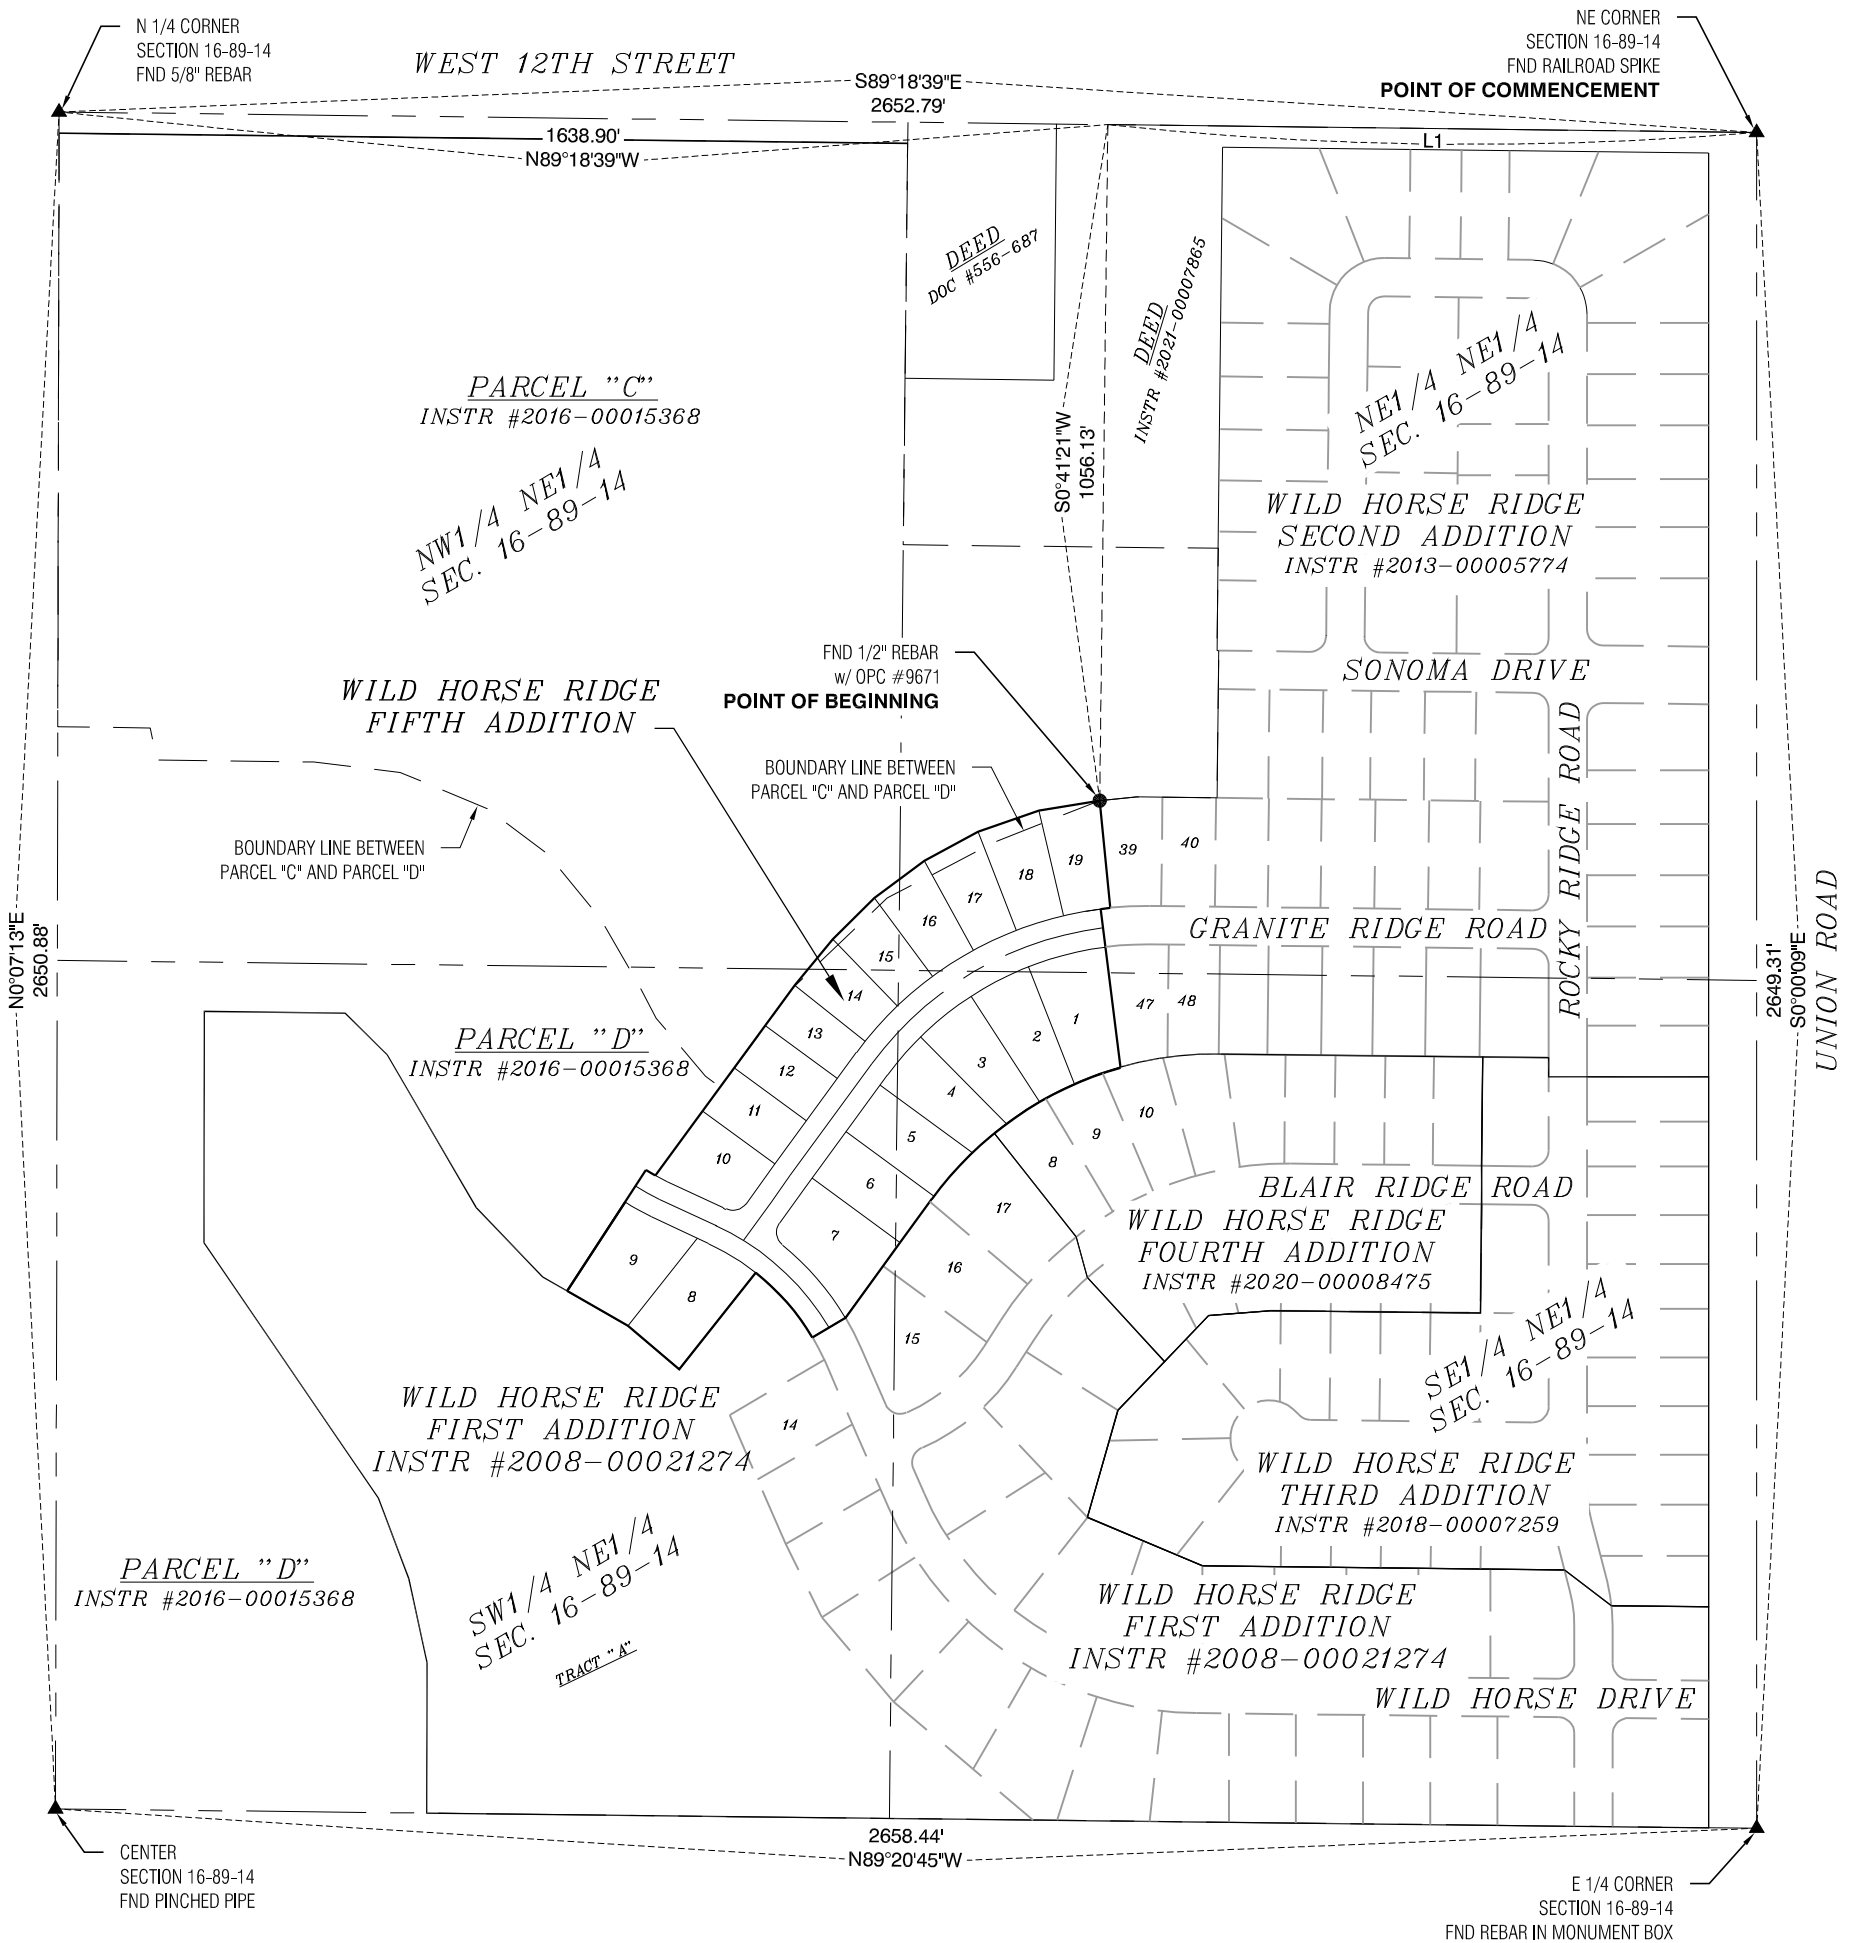 N 1/4 CORNER
SECTION 16-89-14
FND 5/8" REBAR
WEST 12TH STREET
S89°18'39"E
2652.79'
NE CORNER
SECTION 16-89-14
FND RAILROAD SPIKE
POINT OF COMMENCEMENT
1638.90'
N89°18'39"W
L1
DEED
DOC #556-687
DEED
INSTR #2021-00007865
PARCEL "C"
INSTR #2016-00015368
NW1/4 NE1/4
SEC. 16-89-14
NE1/4 NE1/4
SEC. 16-89-14
S0°41'21"W
1056.13'
WILD HORSE RIDGE
SECOND ADDITION
INSTR #2013-00005774
FND 1/2" REBAR
w/ OPC #9671
POINT OF BEGINNING
WILD HORSE RIDGE
FIFTH ADDITION
SONOMA DRIVE
ROCKY RIDGE ROAD
BOUNDARY LINE BETWEEN
PARCEL "C" AND PARCEL "D"
BOUNDARY LINE BETWEEN
PARCEL "C" AND PARCEL "D"
39
40
19
18
17
16
15
14
13
12
11
10
GRANITE RIDGE ROAD
UNION ROAD
N0°07'13"E
2650.88'
2649.31'
S0°00'09"E
47
48
1
2
3
4
5
6
7
9
8
PARCEL "D"
INSTR #2016-00015368
10
9
8
17
16
15
14
BLAIR RIDGE ROAD
WILD HORSE RIDGE
FOURTH ADDITION
INSTR #2020-00008475
SE1/4 NE1/4
SEC. 16-89-14
WILD HORSE RIDGE
FIRST ADDITION
INSTR #2008-00021274
WILD HORSE RIDGE
THIRD ADDITION
INSTR #2018-00007259
PARCEL "D"
INSTR #2016-00015368
SW1/4 NE1/4
SEC. 16-89-14
TRACT "A"
WILD HORSE RIDGE
FIRST ADDITION
INSTR #2008-00021274
WILD HORSE DRIVE
2658.44'
N89°20'45"W
CENTER
SECTION 16-89-14
FND PINCHED PIPE
E 1/4 CORNER
SECTION 16-89-14
FND REBAR IN MONUMENT BOX